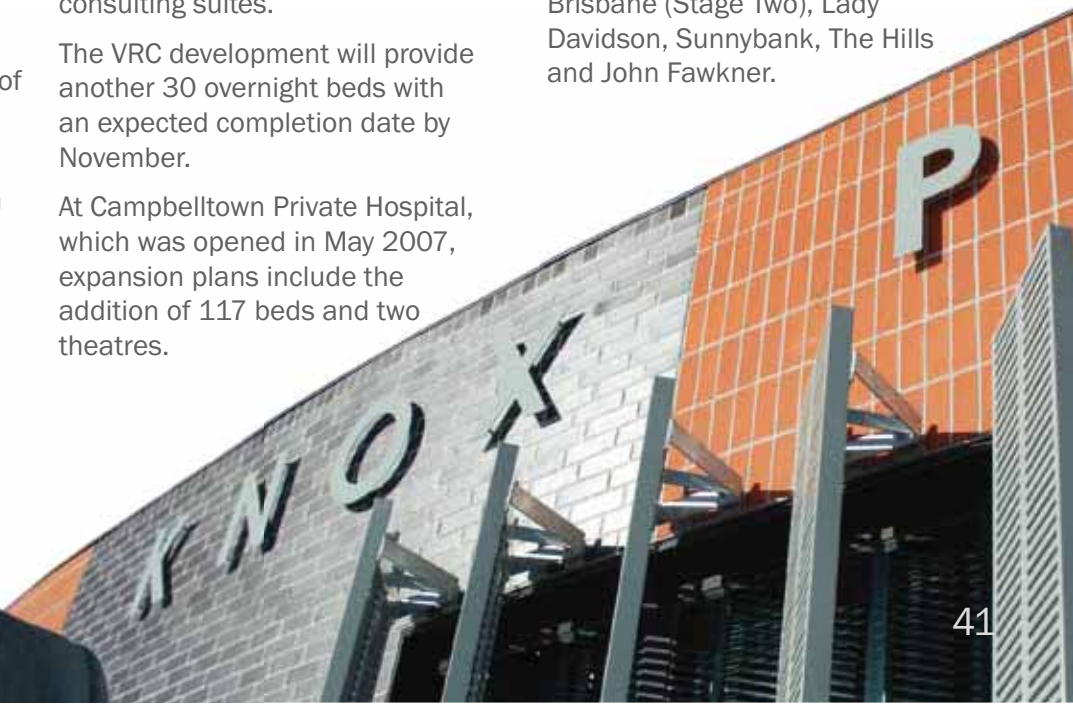 of
consulting suites.
The VRC development will provide
another 30 overnight beds with
an expected completion date by
November.
At Campbelltown Private Hospital,
which was opened in May 2007,
expansion plans include the
addition of 117 beds and two
theatres.
Brisbane (Stage Two), Lady
Davidson, Sunnybank, The Hills
and John Fawkner.
KNOX P
41